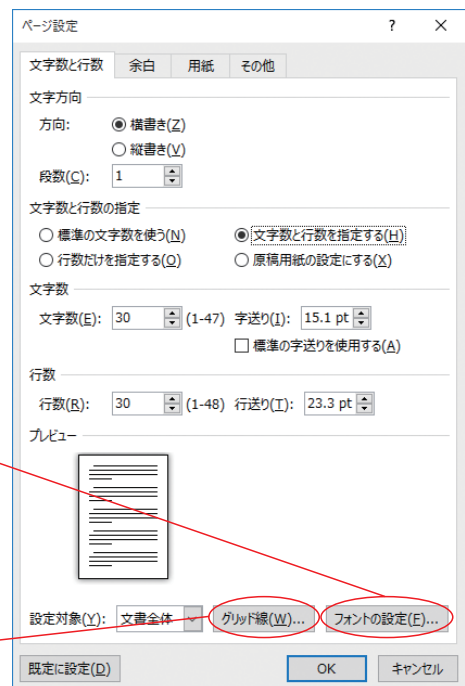 ページ設定 ? ×
文字数と行数 余白 用紙 その他
文字方向
方向: 横書き(Z)
縦書き(V)
段数(C): 1
文字数と行数の指定
標準の文字数を使う(N) 文字数と行数を指定する(H)
行数だけを指定する(O) 原稿用紙の設定にする(X)
文字数
文字数(E): 30 (1-47) 字送り(I): 15.1 pt
標準の字送りを使用する(A)
行数
行数(R): 30 (1-48) 行送り(T): 23.3 pt
プレビュー
設定対象(Y): 文書全体 グリッド線(W)... フォントの設定(F)...
既定に設定(D) OK キャンセル